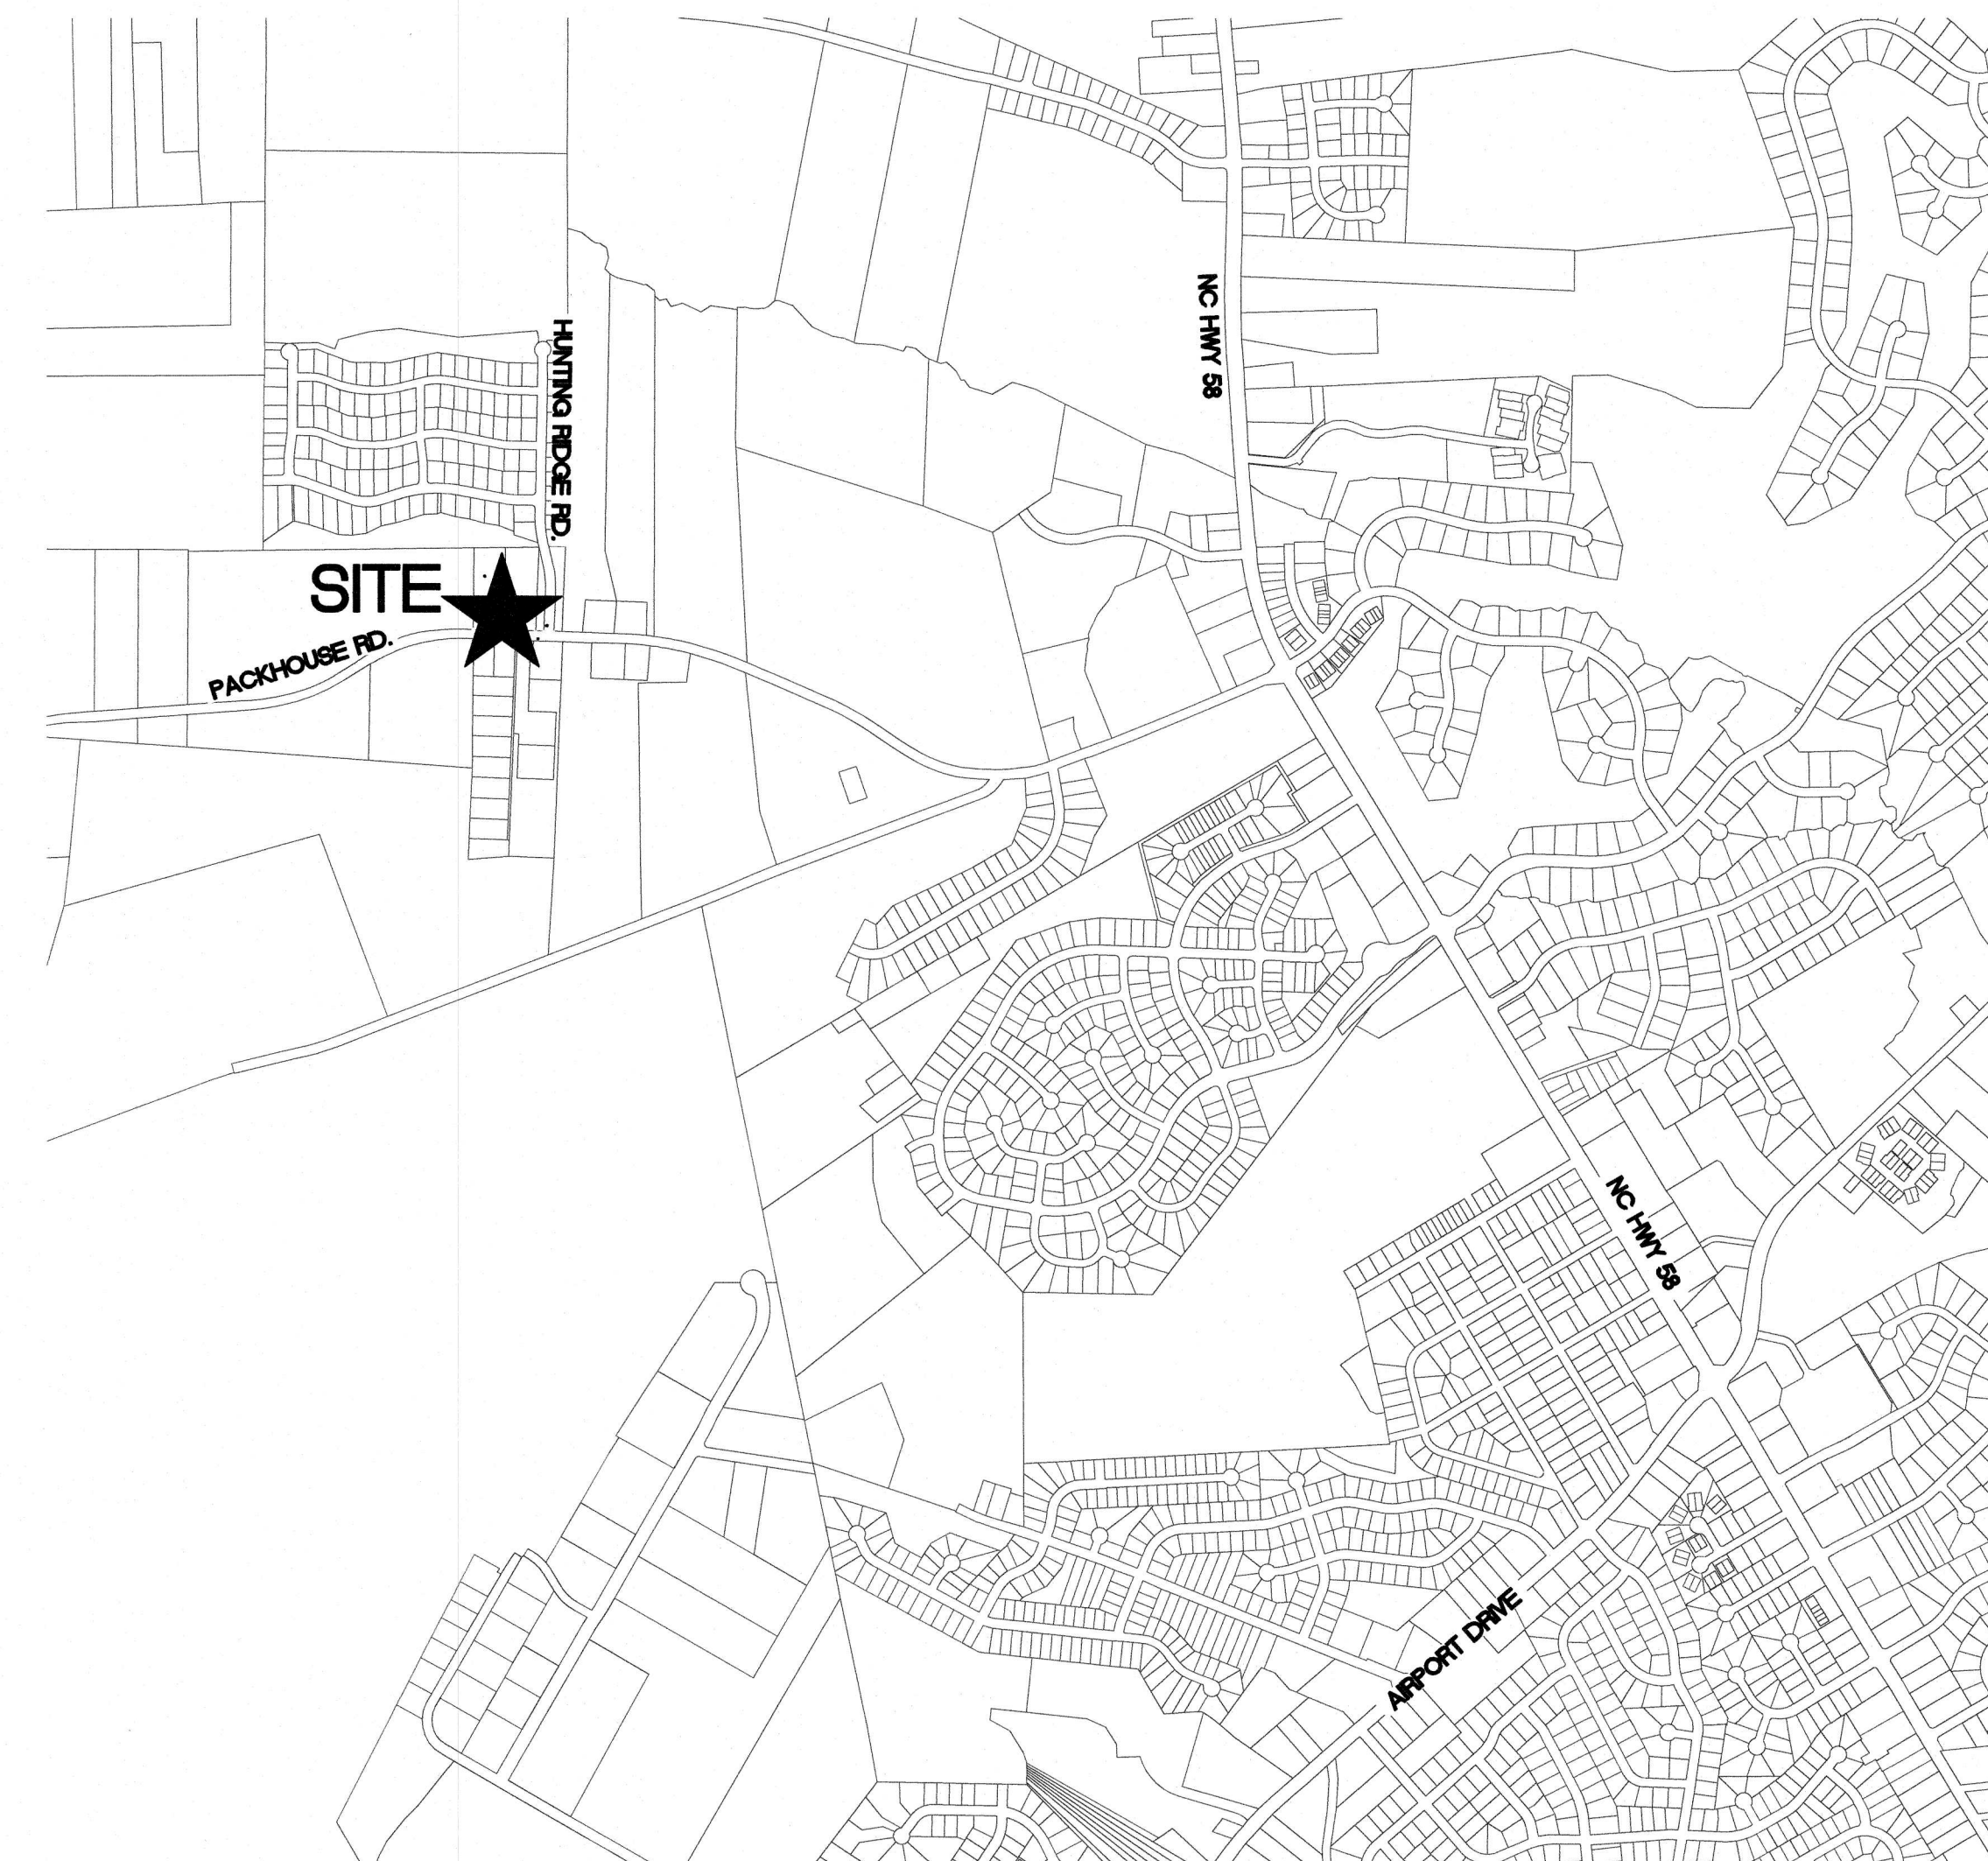 NC HWY 58
HUNTING RIDGE RD.
SITE
PACKHOUSE RD.
NC HWY 58
AIRPORT DRIVE